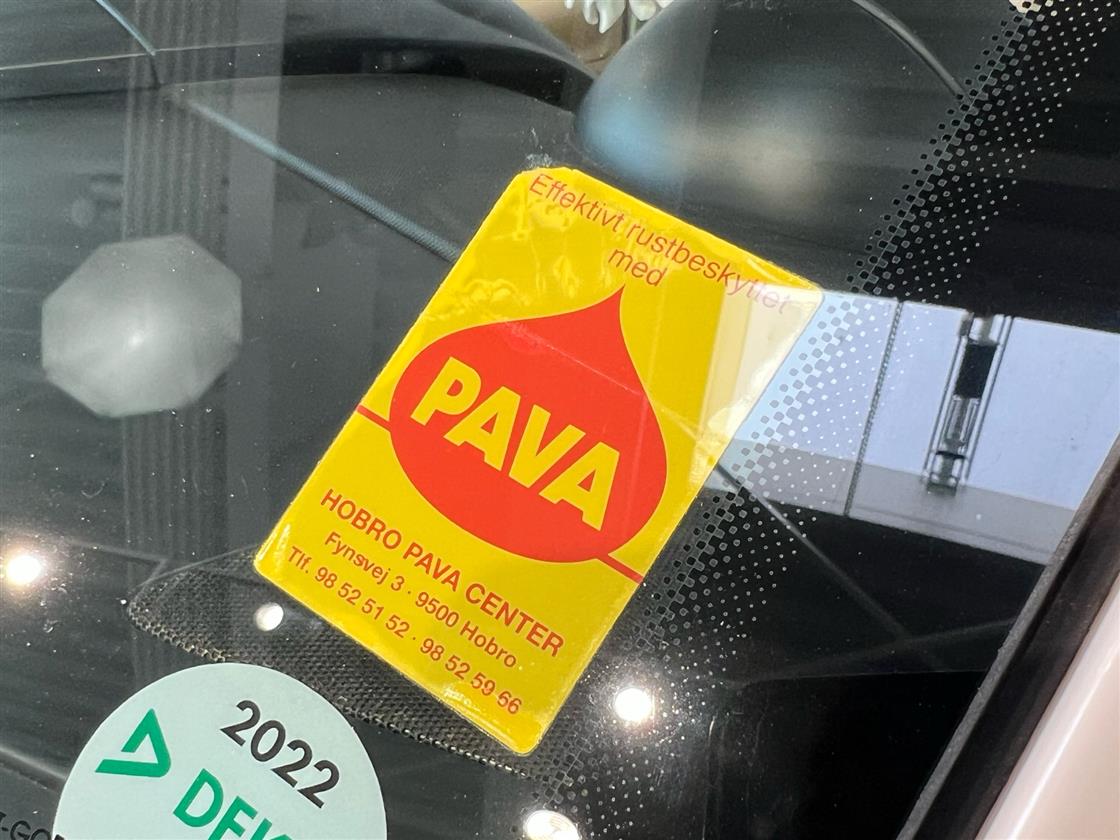 Effektivt rustbeskyttet
med
PAVA
HOBRO PAVA CENTER
Fynsvej 3 · 9500 Hobro
Tlf. 98 52 51 52 · 98 52 59 66
2022